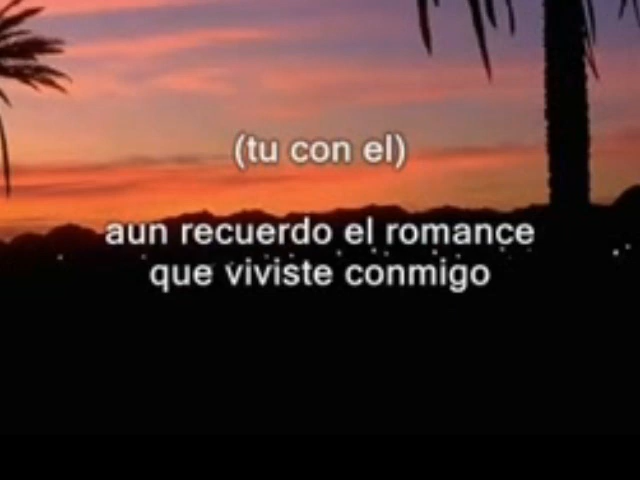 (tu con el)
aun recuerdo el romance
que viviste conmigo